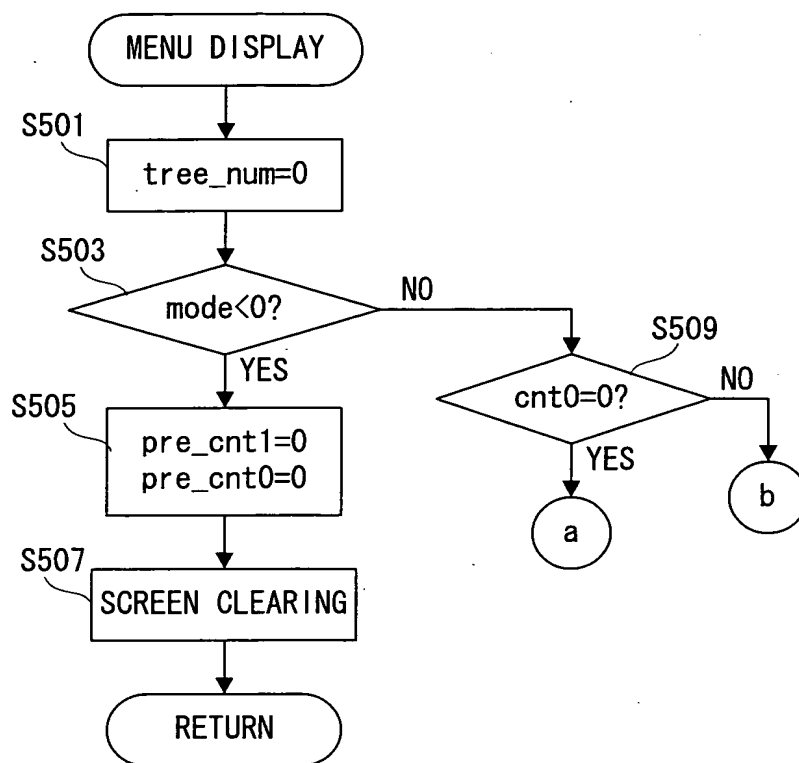 MENU DISPLAY
S501
tree_num=0
S503
mode<0?
NO
YES
S509
cnt0=0?
NO
YES
S505
pre_cnt1=0
pre_cnt0=0
a
b
S507
SCREEN CLEARING
RETURN